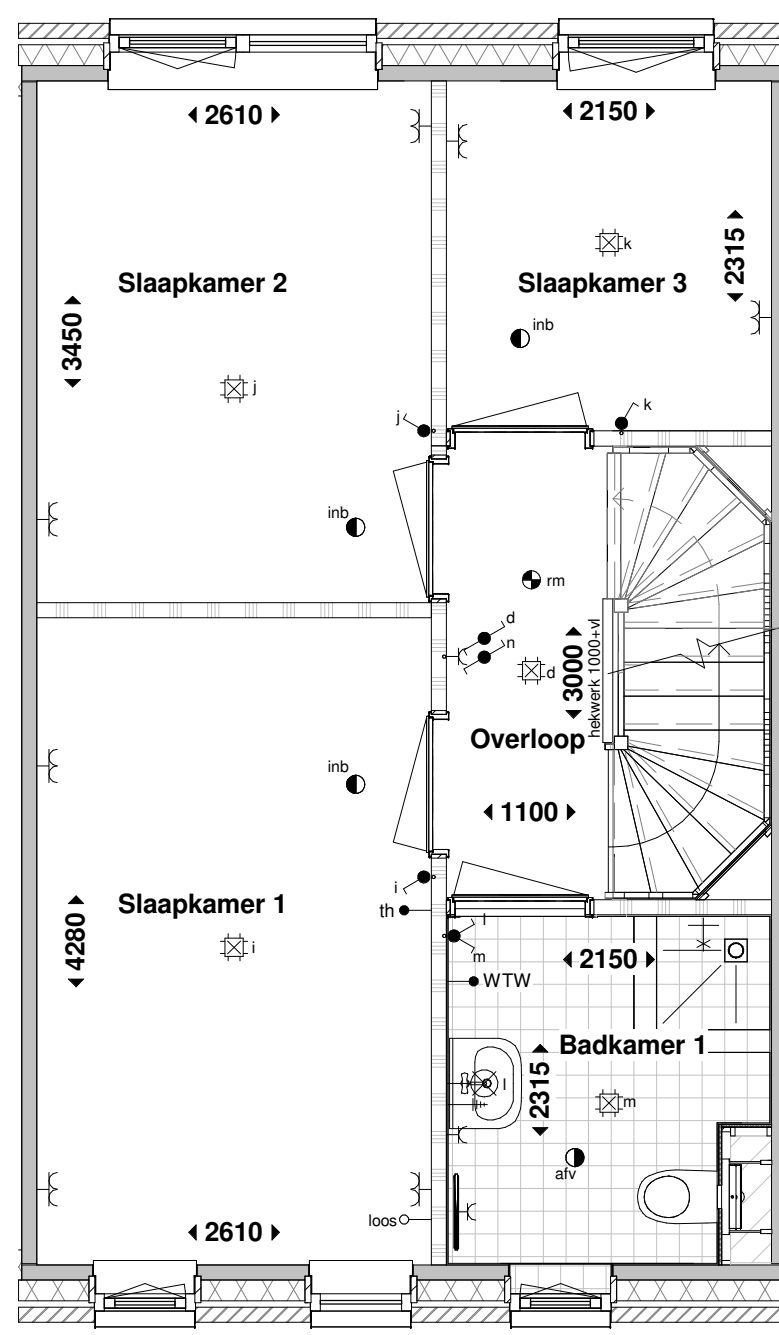 2610
2150
k
2315
Slaapkamer 2
Slaapkamer 3
3450
inb
j
j
k
inb
rm
d
n
d
3000
hekwerk 1000+vl
Overloop
inb
1100
i
th
Slaapkamer 1
l
m
4280
i
2150
WTW
Badkamer 1
l
2315
m
afv
loos
2610